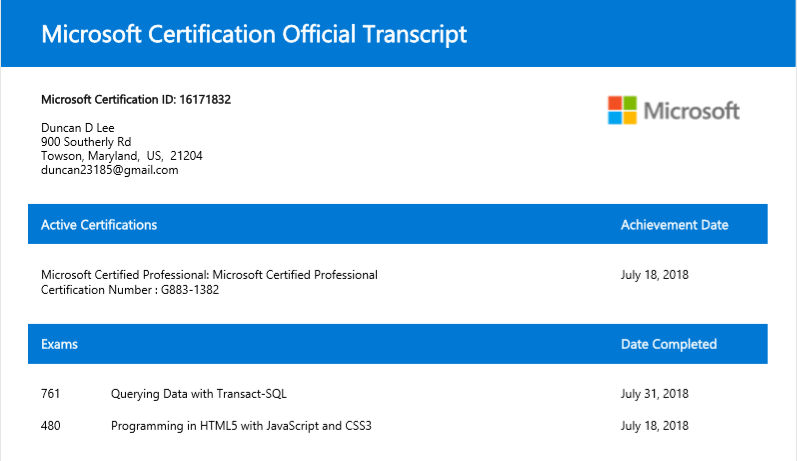 Microsoft Certification Official Transcript
Microsoft Certification ID: 16171832
Microsoft
Duncan D Lee
900 Southerly Rd
Towson, Maryland,  US,  21204
duncan23185@gmail.com
Active Certifications Achievement Date
Microsoft Certified Professional: Microsoft Certified Professional July 18, 2018
Certification Number : G883-1382
Exams Date Completed
761 Querying Data with Transact-SQL July 31, 2018
480 Programming in HTML5 with JavaScript and CSS3 July 18, 2018